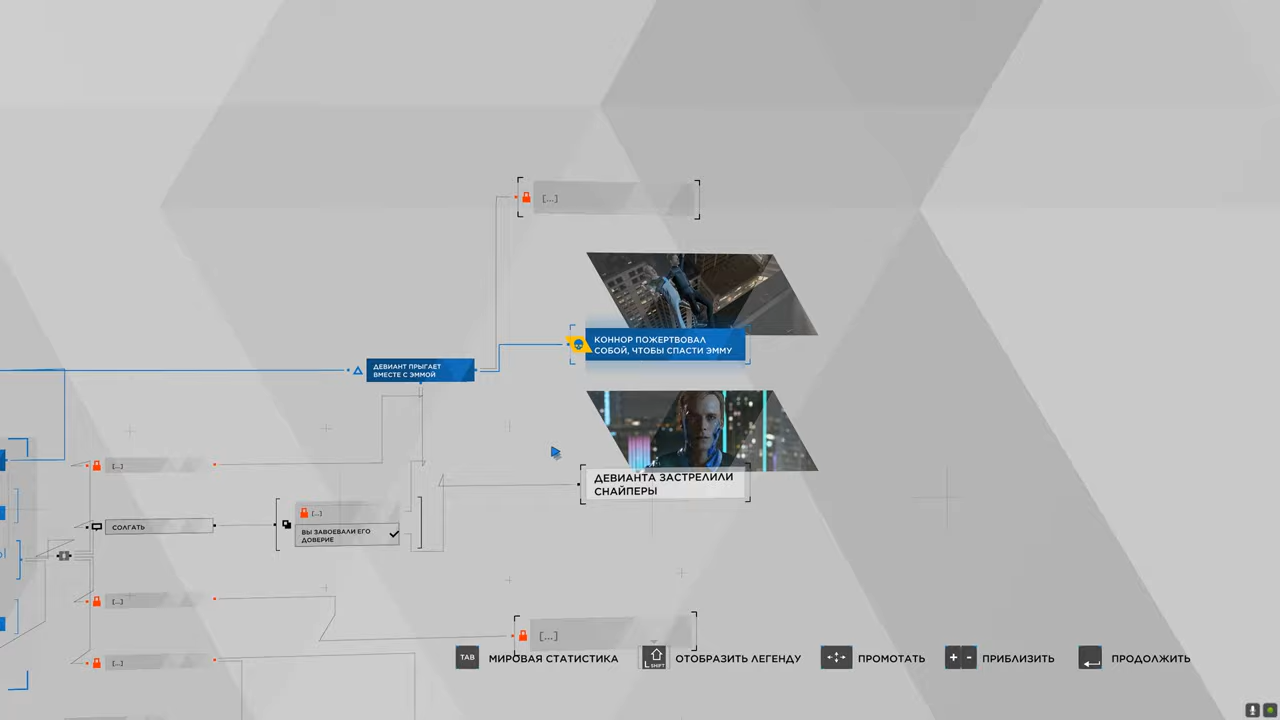 [...]
КОННОР ПОЖЕРТВОВАЛ
СОБОЙ, ЧТОБЫ СПАСТИ ЭММУ
ДЕВИАНТ ПРЫГАЕТ
ВМЕСТЕ С ЭММОЙ
[...]
ДЕВИАНТА ЗАСТРЕЛИЛИ
СНАЙПЕРЫ
[...]
СОЛГАТЬ
ВЫ ЗАВОЕВАЛИ ЕГО
ДОВЕРИЕ
Ы
[...]
[...]
[...]
TAB МИРОВАЯ СТАТИСТИКА
L SHIFT ОТОБРАЗИТЬ ЛЕГЕНДУ
ПРОМОТАТЬ
+ - ПРИБЛИЗИТЬ
ПРОДОЛЖИТЬ